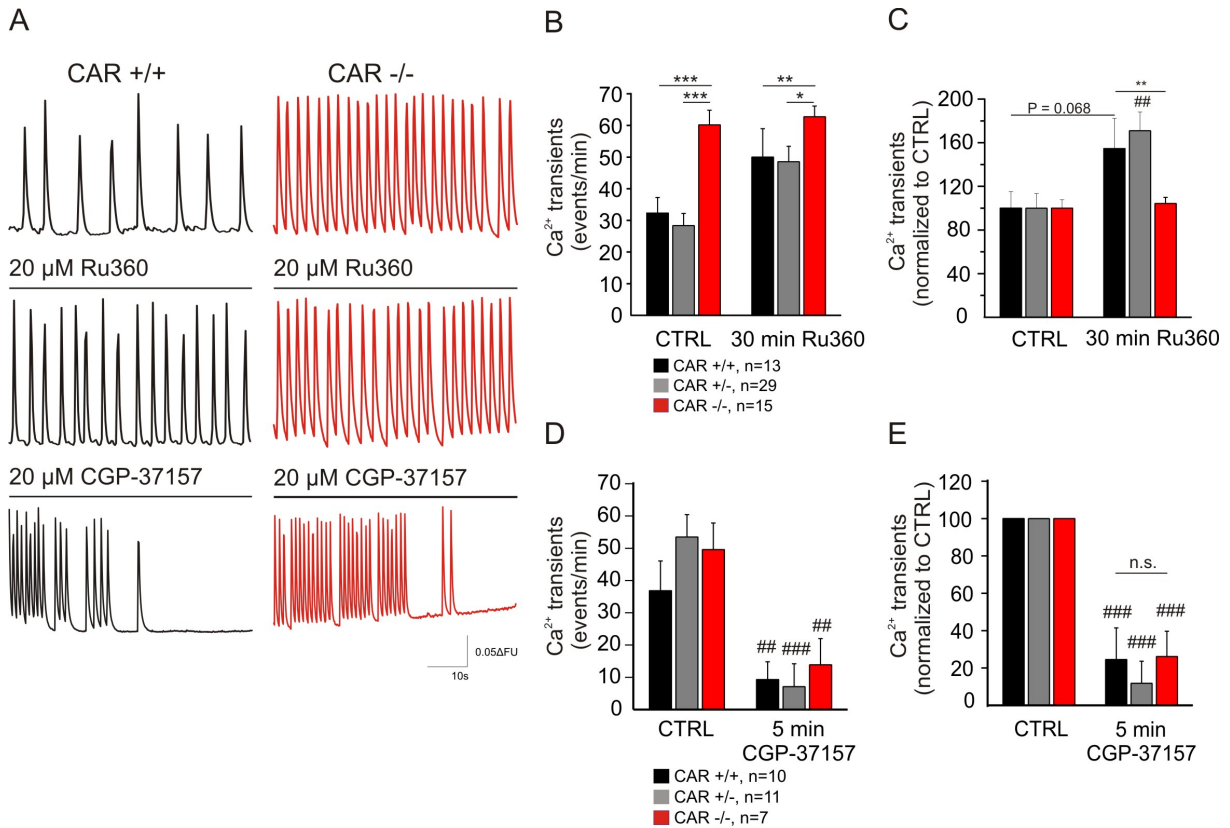 A
CAR +/+
CAR -/-
20 µM Ru360
20 µM Ru360
20 µM CGP-37157
20 µM CGP-37157
0.05ΔFU
10s
B
Ca²⁺ transients
(events/min)
70
60
50
40
30
20
10
0
***
***
**
*
CTRL
30 min Ru360
CAR +/+, n=13
CAR +/-, n=29
CAR -/-, n=15
C
Ca²⁺ transients
(normalized to CTRL)
200
160
120
80
40
0
P = 0.068
**
##
CTRL
30 min Ru360
D
Ca²⁺ transients
(events/min)
70
60
50
40
30
20
10
0
##
###
##
CTRL
5 min
CGP-37157
CAR +/+, n=10
CAR +/-, n=11
CAR -/-, n=7
E
Ca²⁺ transients
(normalized to CTRL)
120
100
80
60
40
20
0
n.s.
###
###
###
CTRL
5 min
CGP-37157